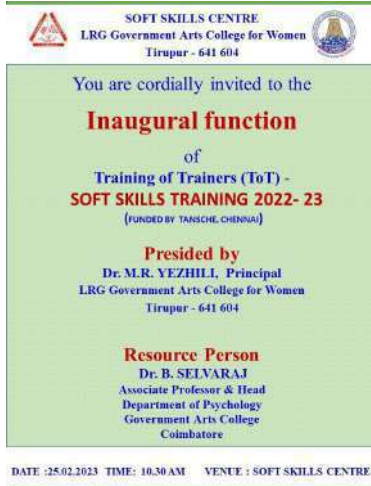 SOFT SKILLS CENTRE
LRG Government Arts College for Women
Tirupur - 641 604
You are cordially invited to the
Inaugural function
of
Training of Trainers (ToT) -
SOFT SKILLS TRAINING 2022- 23
(FUNDED BY TANSCHE, CHENNAI)
Presided by
Dr. M.R. YEZHILI, Principal
LRG Government Arts College for Women
Tirupur - 641 604
Resource Person
Dr. B. SELVARAJ
Associate Professor & Head
Department of Psychology
Government Arts College
Coimbatore
DATE :25.02.2023 TIME: 10.30 AM VENUE : SOFT SKILLS CENTRE